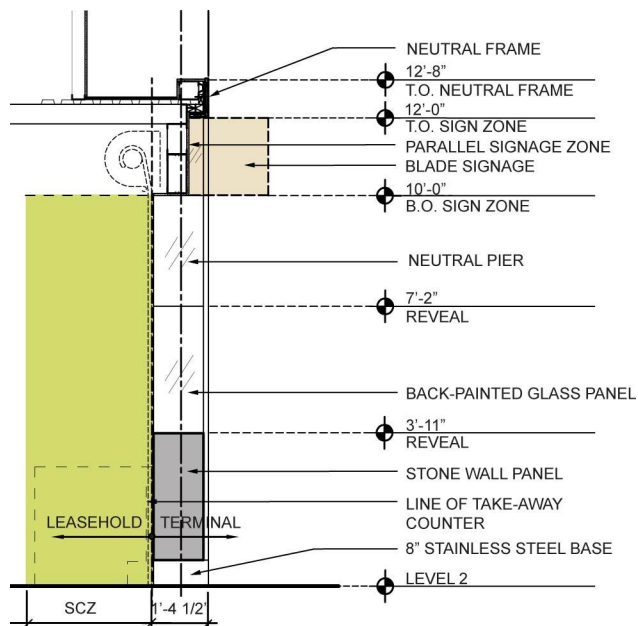 NEUTRAL FRAME
12'-8"
T.O. NEUTRAL FRAME
12'-0"
T.O. SIGN ZONE
PARALLEL SIGNAGE ZONE
BLADE SIGNAGE
10'-0"
B.O. SIGN ZONE
NEUTRAL PIER
7'-2"
REVEAL
BACK-PAINTED GLASS PANEL
3'-11"
REVEAL
STONE WALL PANEL
LINE OF TAKE-AWAY
COUNTER
LEASEHOLD TERMINAL
8" STAINLESS STEEL BASE
LEVEL 2
SCZ 1'-4 1/2'